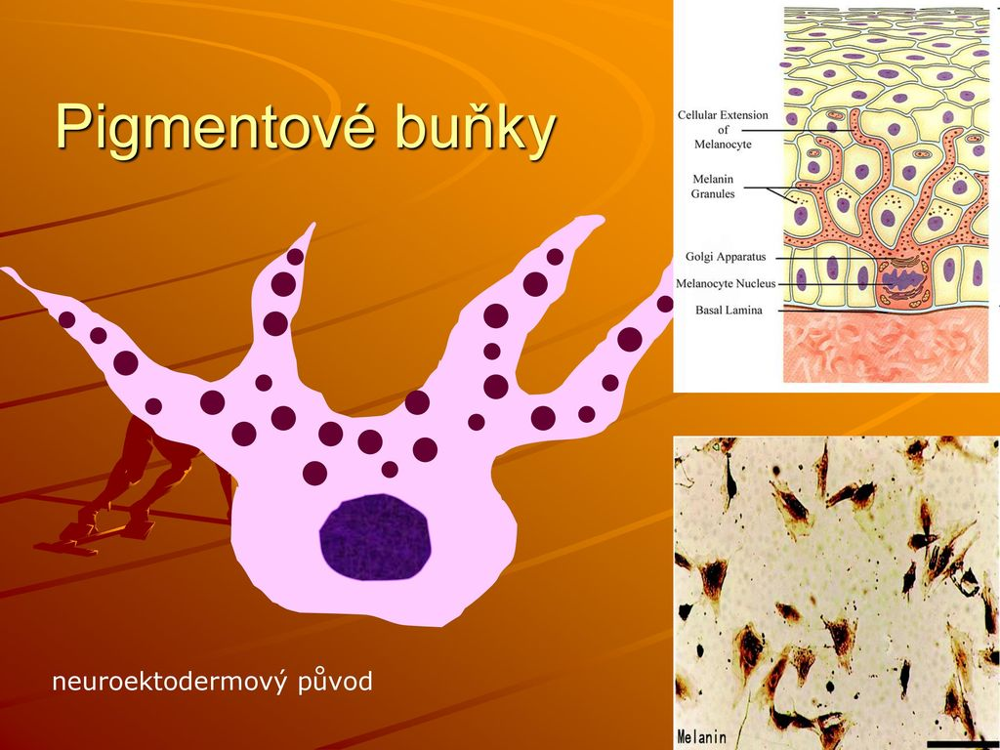 Pigmentové buňky
Cellular Extension
of
Melanocyte
Melanin
Granules
Golgi Apparatus
Melanocyte Nucleus
Basal Lamina
neuroektodermový původ
Melanin